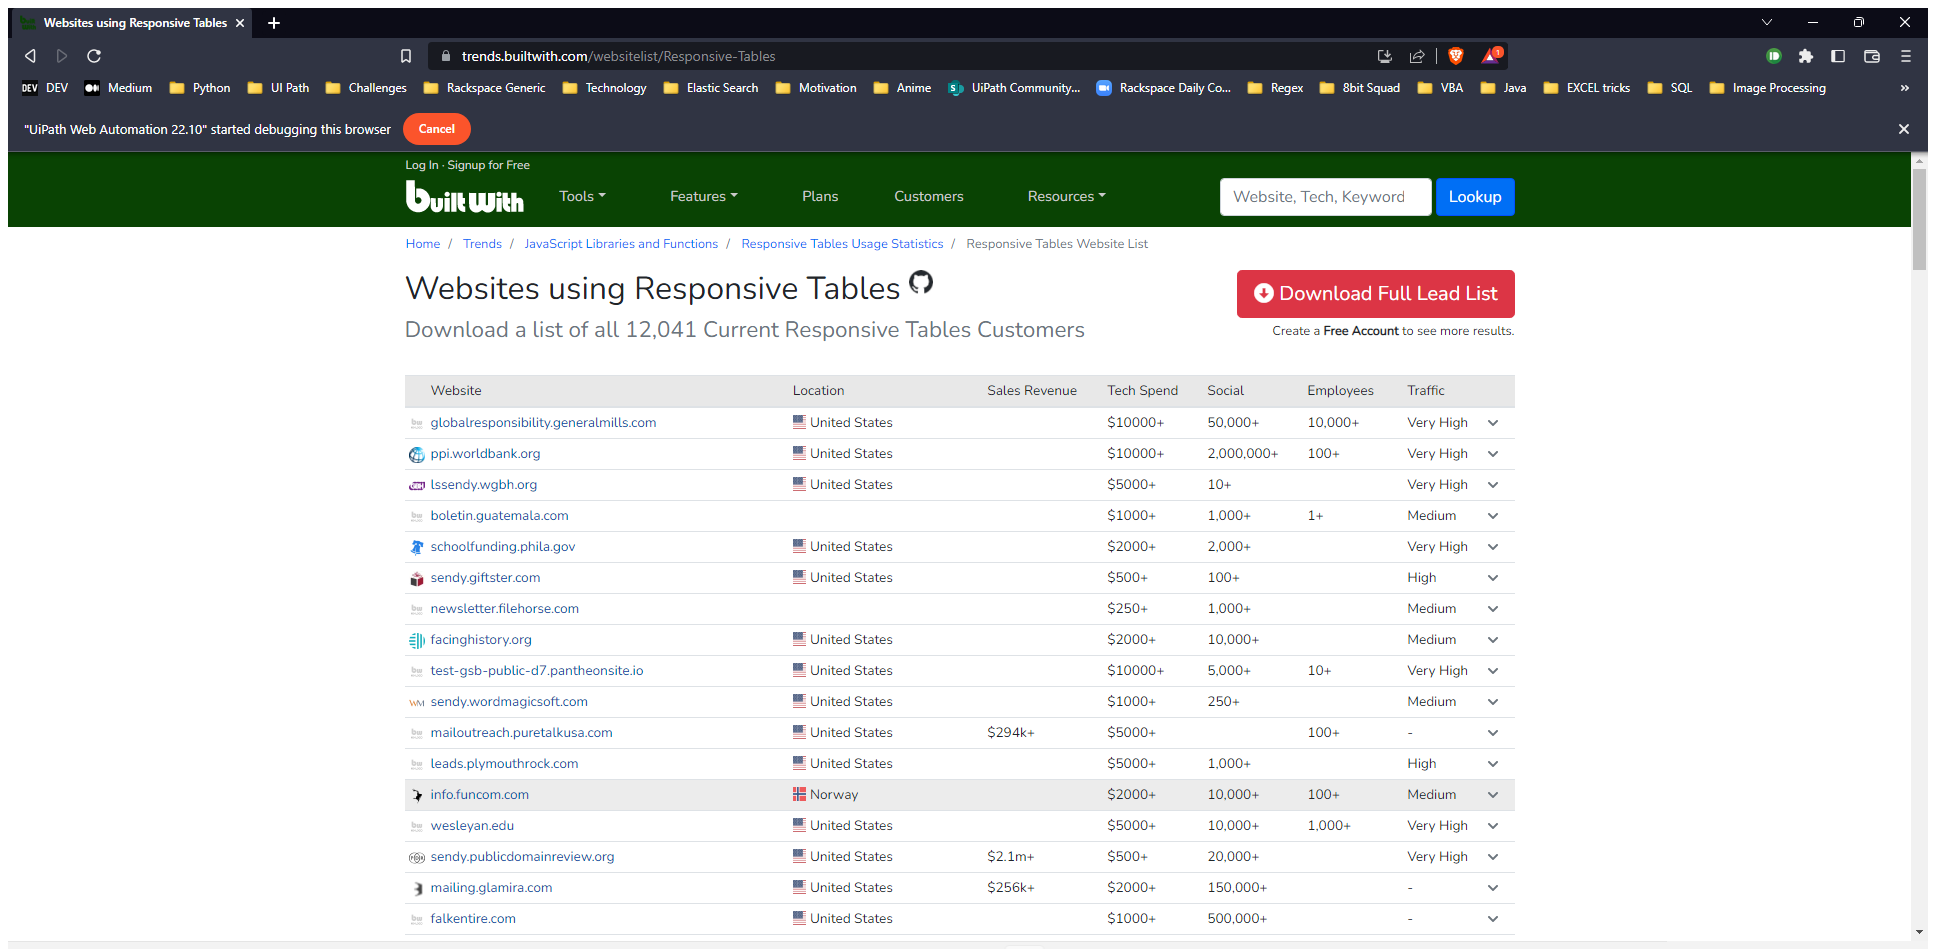 Websites using Responsive Tables
trends.builtwith.com/websitelist/Responsive-Tables
1
DEV DEV Medium Python UI Path Challenges Rackspace Generic Technology Elastic Search Motivation Anime UiPath Community... Rackspace Daily Co... Regex 8bit Squad VBA Java EXCEL tricks SQL Image Processing »
"UiPath Web Automation 22.10" started debugging this browser Cancel
Log In · Signup for Free
builtwith Tools Features Plans Customers Resources Website, Tech, Keyword Lookup
Home / Trends / JavaScript Libraries and Functions / Responsive Tables Usage Statistics / Responsive Tables Website List
Websites using Responsive Tables Download Full Lead List
Download a list of all 12,041 Current Responsive Tables Customers Create a Free Account to see more results.
Website Location Sales Revenue Tech Spend Social Employees Traffic
globalresponsibility.generalmills.com United States $10000+ 50,000+ 10,000+ Very High
ppi.worldbank.org United States $10000+ 2,000,000+ 100+ Very High
lssendy.wgbh.org United States $5000+ 10+ Very High
boletin.guatemala.com $1000+ 1,000+ 1+ Medium
schoolfunding.phila.gov United States $2000+ 2,000+ Very High
sendy.giftster.com United States $500+ 100+ High
newsletter.filehorse.com $250+ 1,000+ Medium
facinghistory.org United States $2000+ 10,000+ Medium
test-gsb-public-d7.pantheonsite.io United States $10000+ 5,000+ 10+ Very High
WM sendy.wordmagicsoft.com United States $1000+ 250+ Medium
mailoutreach.puretalkusa.com United States $294k+ $5000+ 100+ -
leads.plymouthrock.com United States $5000+ 1,000+ High
info.funcom.com Norway $2000+ 10,000+ 100+ Medium
wesleyan.edu United States $5000+ 10,000+ 1,000+ Very High
sendy.publicdomainreview.org United States $2.1m+ $500+ 20,000+ Very High
mailing.glamira.com United States $256k+ $2000+ 150,000+ -
falkentire.com United States $1000+ 500,000+ -